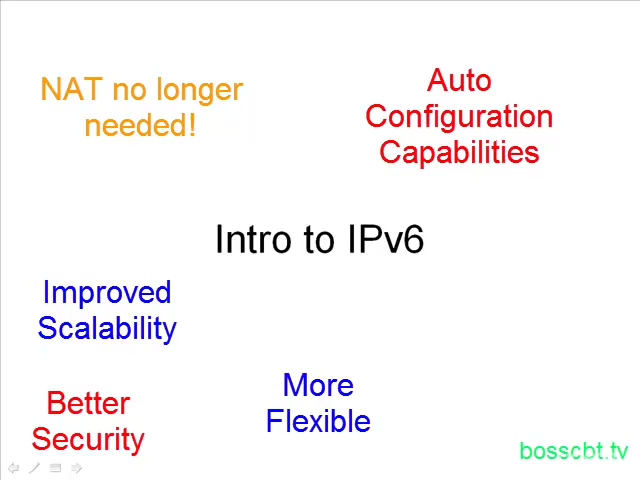 NAT no longer
needed!
Auto
Configuration
Capabilities
Intro to IPv6
Improved
Scalability
More
Flexible
Better
Security
bosscbt.tv